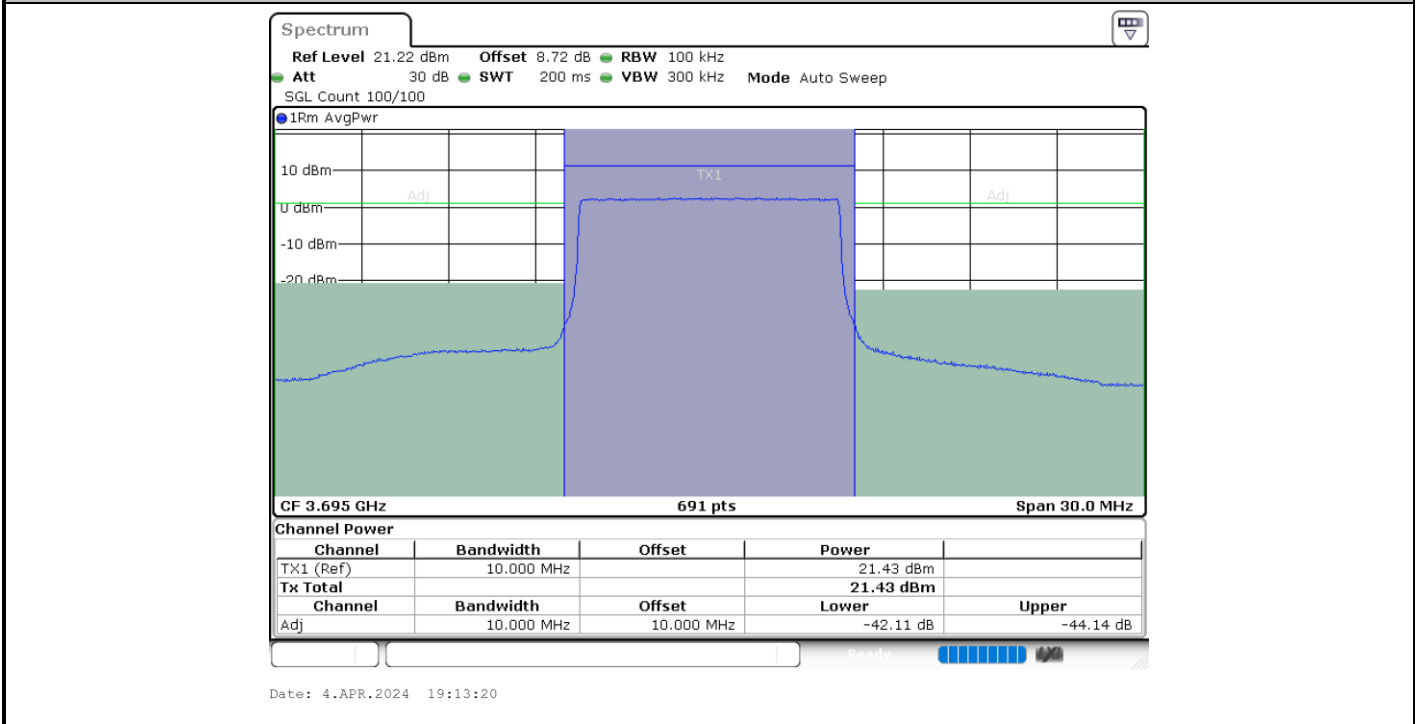 Spectrum
Ref Level 21.22 dBm Offset 8.72 dB RBW 100 kHz
Att 30 dB SWT 200 ms VBW 300 kHz Mode Auto Sweep
SGL Count 100/100
1Rm AvgPwr
10 dBm
TX1
Adj Adj
0 dBm
-10 dBm
-20 dBm
CF 3.695 GHz 691 pts Span 30.0 MHz
Channel Power
Channel Bandwidth Offset Power
TX1 (Ref) 10.000 MHz 21.43 dBm
Tx Total 21.43 dBm
Channel Bandwidth Offset Lower Upper
Adj 10.000 MHz 10.000 MHz -42.11 dB -44.14 dB
Ready
Date: 4.APR.2024 19:13:20